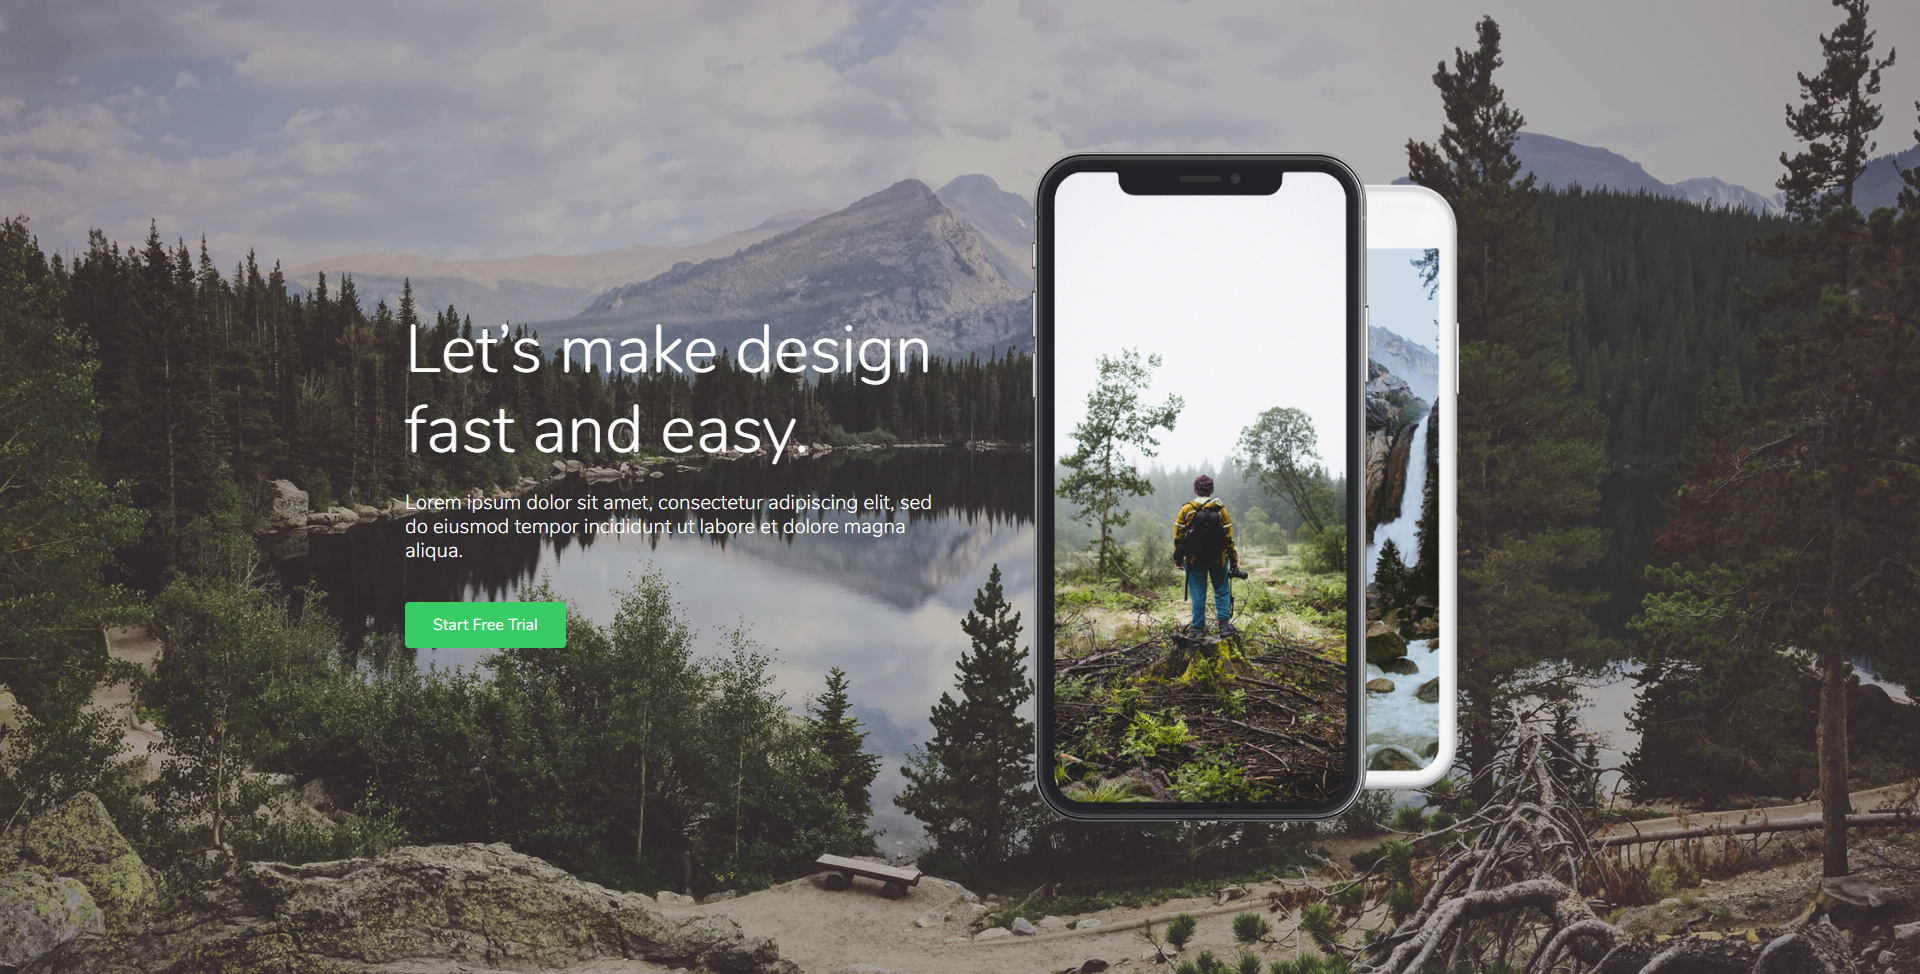 Let’s make design
fast and easy.
Lorem ipsum dolor sit amet, consectetur adipiscing elit, sed
do eiusmod tempor incididunt ut labore et dolore magna
aliqua.
Start Free Trial